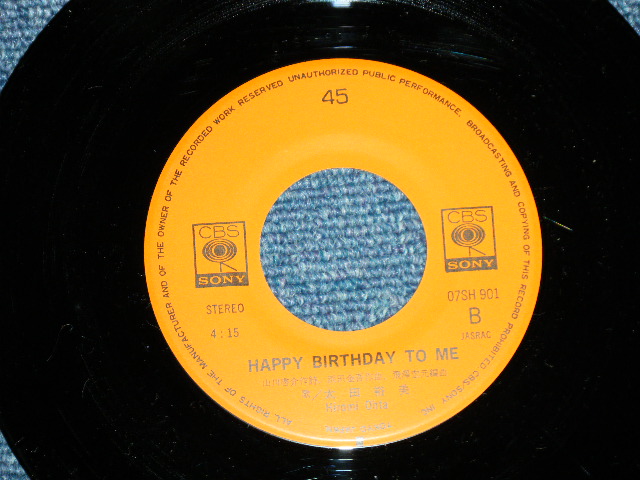 ALL RIGHTS OF THE MANUFACTURER AND OF THE OWNER OF THE RECORDED WORK RESERVED UNAUTHORIZED PUBLIC PERFORMANCE, BROADCASTING AND COPYING OF THIS RECORD PROHIBITED CBS/SONY INC.
45
CBS
SONY
CBS
SONY
STEREO
4:15
07SH 901
B
JASRAC
HAPPY BIRTHDAY TO ME